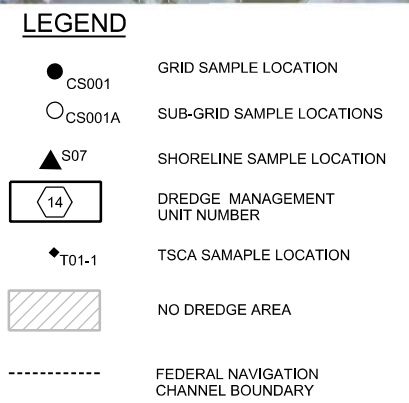 LEGEND
CS001 GRID SAMPLE LOCATION
CS001A SUB-GRID SAMPLE LOCATIONS
S07 SHORELINE SAMPLE LOCATION
14 DREDGE MANAGEMENT
UNIT NUMBER
T01-1 TSCA SAMAPLE LOCATION
NO DREDGE AREA
FEDERAL NAVIGATION
CHANNEL BOUNDARY